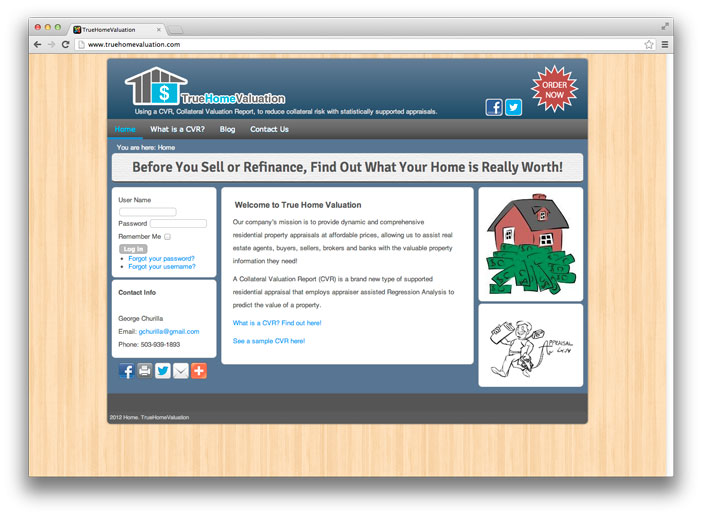 TrueHomeValuation
www.truehomevaluation.com
$
TrueHomeValuation
Using a CVR, Collateral Valuation Report, to reduce collateral risk with statistically supported appraisals.
ORDER
NOW
Home What is a CVR? Blog Contact Us
You are here: Home
Before You Sell or Refinance, Find Out What Your Home is Really Worth!
User Name
Password
Remember Me
Log in
Forgot your password?
Forgot your username?
Contact Info
George Churilla
Email: gchurilla@gmail.com
Phone: 503-939-1893
Welcome to True Home Valuation
Our company's mission is to provide dynamic and comprehensive
residential property appraisals at affordable prices, allowing us to assist real
estate agents, buyers, sellers, brokers and banks with the valuable property
information they need!
A Collateral Valuation Report (CVR) is a brand new type of supported
residential appraisal that employs appraiser assisted Regression Analysis to
predict the value of a property.
What is a CVR? Find out here!
See a sample CVR here!
2012 Home. TrueHomeValuation